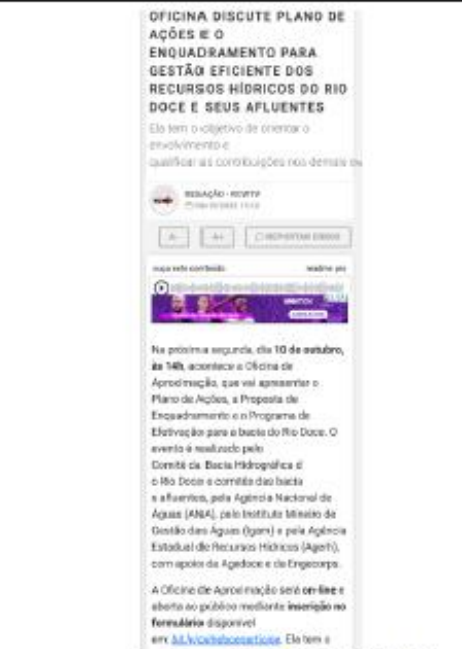 OFICINA DISCUTE PLANO DE
AÇÕES E O
ENQUADRAMENTO PARA
GESTÃO EFICIENTE DOS
RECURSOS HÍDRICOS DO RIO
DOCE E SEUS AFLUENTES
Ela tem o objetivo de orientar o
envolvimento e
qualificar as contribuições nos demais
REDAÇÃO -
A-
A+
REPORTAR ERROS
ouça este conteúdo
readme
Na próxima segunda, dia 10 de outubro,
às 14h, acontece a Oficina de
Aproximação, que vai apresentar o
Plano de Ações, a Proposta de
Enquadramento e o Programa de
Efetivação para a bacia do Rio Doce. O
evento é realizado pelo
Comitê da Bacia Hidrográfica d
o Rio Doce e comitês das bacia
s afluentes, pela Agência Nacional de
Águas (ANA), pelo Instituto Mineiro de
Gestão das Águas (Igam) e pela Agência
Estadual de Recursos Hídricos (Agerh),
com apoio da Agedoce e da Engecorps.
A Oficina de Aproximação será on-line e
aberta ao público mediante inscrição no
formulário disponível
em: Ela tem o